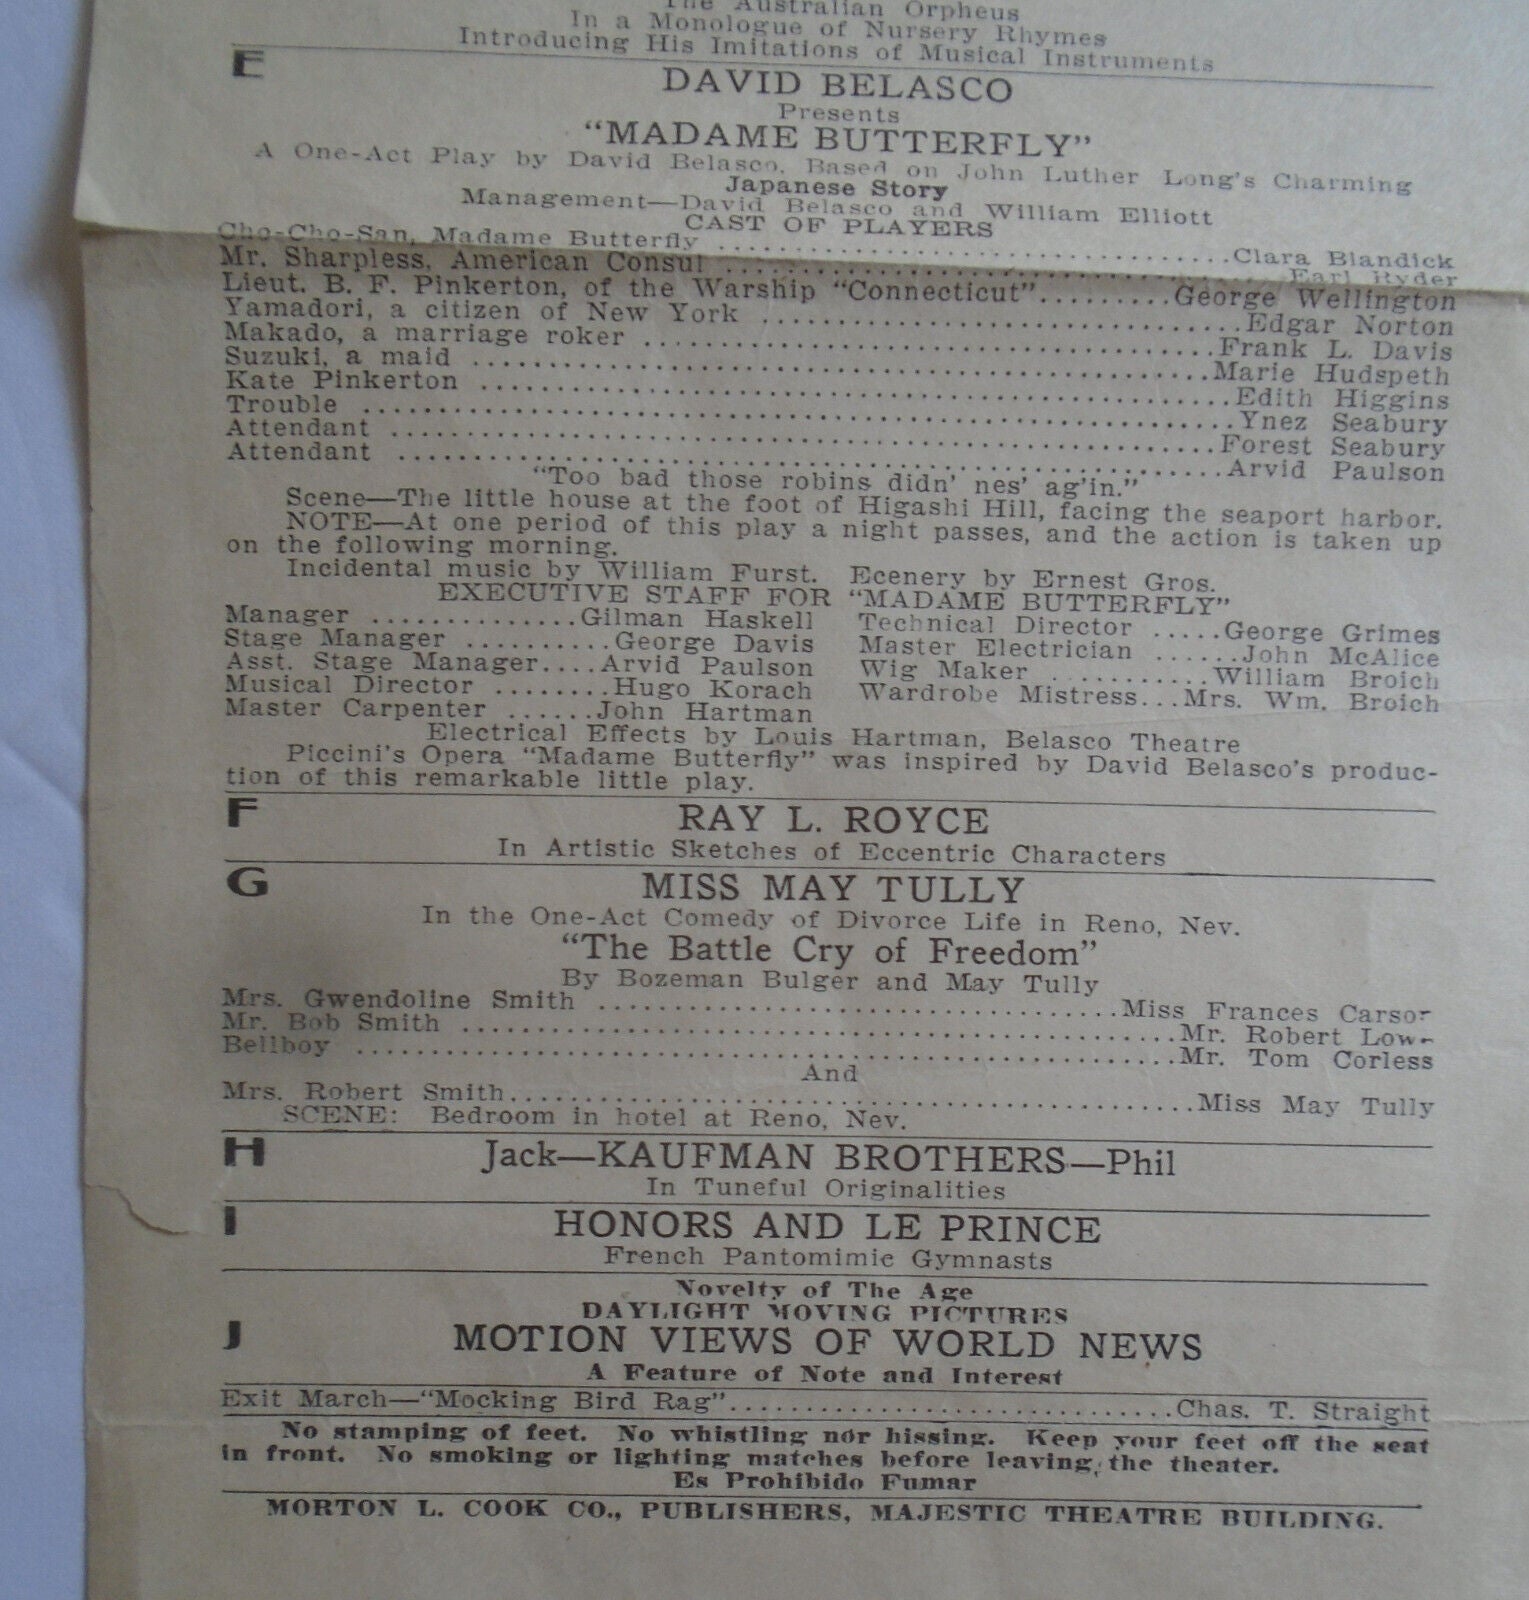 The Australian Orpheus
In a Monologue of Nursery Rhymes
Introducing His Imitations of Musical Instruments
E
DAVID BELASCO
Presents
"MADAME BUTTERFLY"
A One-Act Play by David Belasco, Based on John Luther Long's Charming
Japanese Story
Management—David Belasco and William Elliott
CAST OF PLAYERS
Cho-Cho-San, Madame Butterfly ..................................Clara Blandick
Mr. Sharpless, American Consul ..................................Earl Ryder
Lieut. B. F. Pinkerton, of the Warship "Connecticut".........George Wellington
Yamadori, a citizen of New York .................................Edgar Norton
Makado, a marriage roker .......................................Frank L. Davis
Suzuki, a maid .................................................Marie Hudspeth
Kate Pinkerton ..................................................Edith Higgins
Trouble ..........................................................Ynez Seabury
Attendant .......................................................Forest Seabury
Attendant .......................................................Arvid Paulson
"Too bad those robins didn' nes' ag'in."
Scene—The little house at the foot of Higashi Hill, facing the seaport harbor.
NOTE—At one period of this play a night passes, and the action is taken up
on the following morning.
Incidental music by William Furst. Ecenery by Ernest Gros.
EXECUTIVE STAFF FOR "MADAME BUTTERFLY"
Manager ..............Gilman Haskell Technical Director .....George Grimes
Stage Manager ..........George Davis Master Electrician ......John McAlice
Asst. Stage Manager....Arvid Paulson Wig Maker ...........William Broich
Musical Director ........Hugo Korach Wardrobe Mistress...Mrs. Wm. Broich
Master Carpenter ......John Hartman
Electrical Effects by Louis Hartman, Belasco Theatre
Piccini's Opera "Madame Butterfly" was inspired by David Belasco's produc-
tion of this remarkable little play.
F
RAY L. ROYCE
In Artistic Sketches of Eccentric Characters
G
MISS MAY TULLY
In the One-Act Comedy of Divorce Life in Reno, Nev.
"The Battle Cry of Freedom"
By Bozeman Bulger and May Tully
Mrs. Gwendoline Smith ...................................Miss Frances Carsor
Mr. Bob Smith ................................................Mr. Robert Low-
Bellboy .......................................................Mr. Tom Corless
And
Mrs. Robert Smith..............................................Miss May Tully
SCENE: Bedroom in hotel at Reno, Nev.
H
Jack—KAUFMAN BROTHERS—Phil
In Tuneful Originalities
I
HONORS AND LE PRINCE
French Pantomimic Gymnasts
Novelty of The Age
DAYLIGHT MOVING PICTURES
J
MOTION VIEWS OF WORLD NEWS
A Feature of Note and Interest
Exit March—"Mocking Bird Rag"..............................Chas. T. Straight
No stamping of feet. No whistling nor hissing. Keep your feet off the seat
in front. No smoking or lighting matches before leaving the theater.
Es Prohibido Fumar
MORTON L. COOK CO., PUBLISHERS, MAJESTIC THEATRE BUILDING.